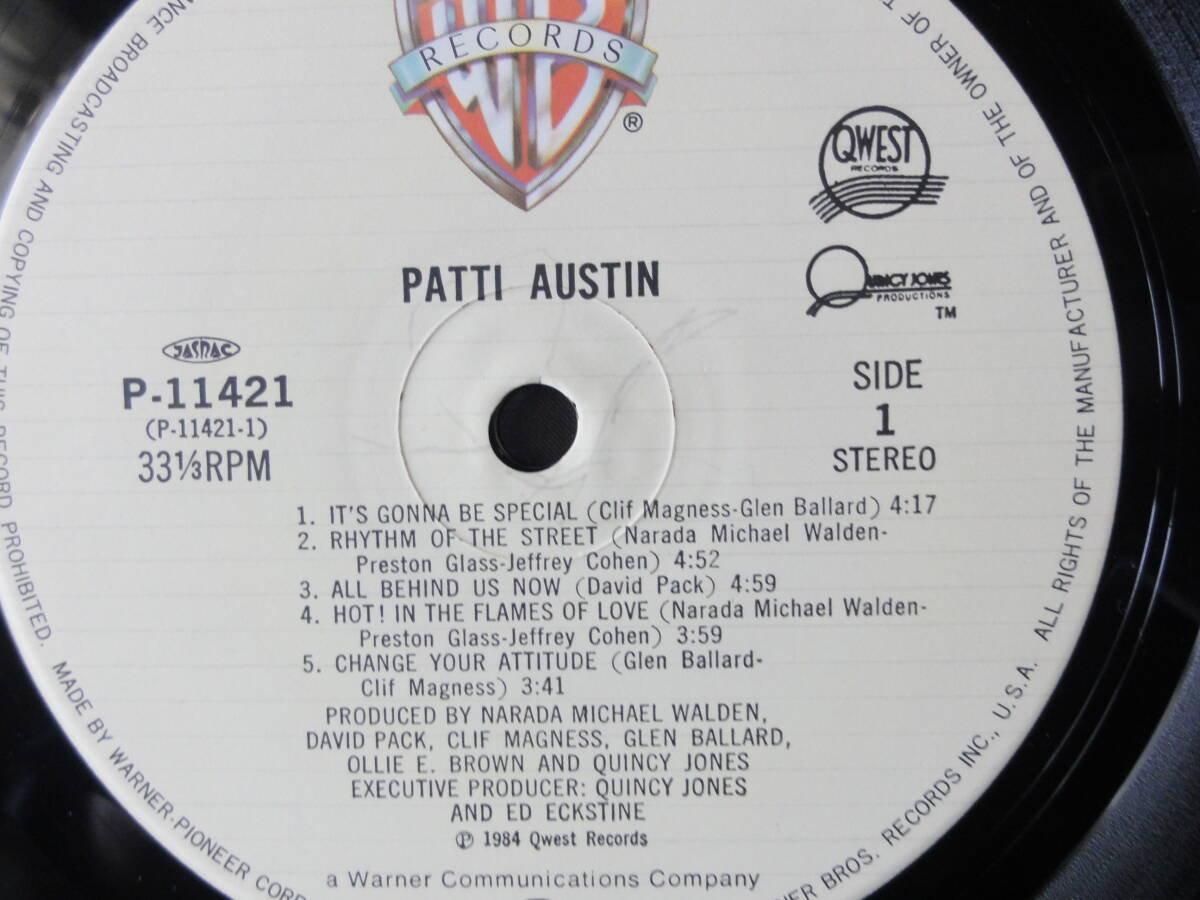 WB
RECORDS
®
QWEST
RECORDS
QUINCY JONES
PRODUCTIONS
TM
PATTI AUSTIN
JASRAC
P-11421
(P-11421-1)
33⅓RPM
SIDE
1
STEREO
1. IT'S GONNA BE SPECIAL (Clif Magness-Glen Ballard) 4:17
2. RHYTHM OF THE STREET (Narada Michael Walden-
Preston Glass-Jeffrey Cohen) 4:52
3. ALL BEHIND US NOW (David Pack) 4:59
4. HOT! IN THE FLAMES OF LOVE (Narada Michael Walden-
Preston Glass-Jeffrey Cohen) 3:59
5. CHANGE YOUR ATTITUDE (Glen Ballard-
Clif Magness) 3:41
PRODUCED BY NARADA MICHAEL WALDEN,
DAVID PACK, CLIF MAGNESS, GLEN BALLARD,
OLLIE E. BROWN AND QUINCY JONES
EXECUTIVE PRODUCER: QUINCY JONES
AND ED ECKSTINE
℗ 1984 Qwest Records
a Warner Communications Company
ALL RIGHTS OF THE MANUFACTURER AND OF THE OWNER OF
BROADCASTING AND COPYING OF THIS RECORD PROHIBITED. MADE BY WARNER-PIONEER CORP
BROS. RECORDS INC., U.S.A.